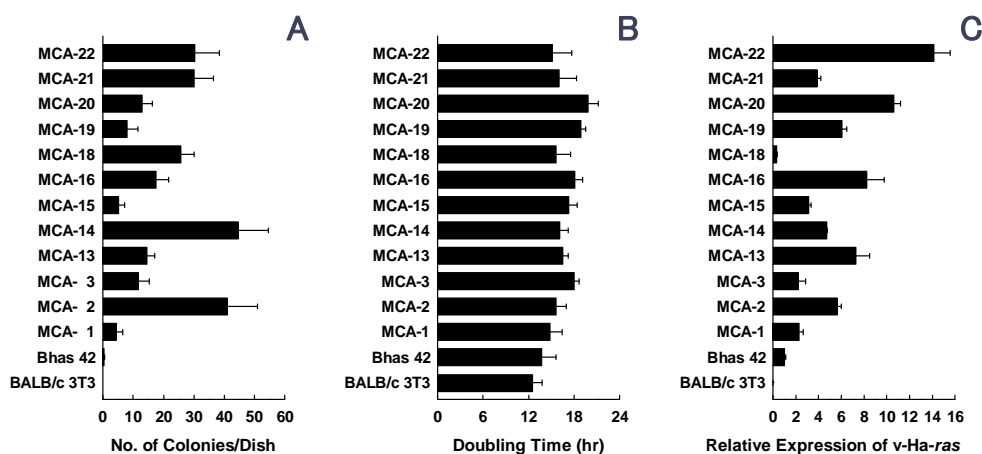 A
MCA-22
MCA-21
MCA-20
MCA-19
MCA-18
MCA-16
MCA-15
MCA-14
MCA-13
MCA- 3
MCA- 2
MCA- 1
Bhas 42
BALB/c 3T3
0 10 20 30 40 50 60
No. of Colonies/Dish
B
MCA-22
MCA-21
MCA-20
MCA-19
MCA-18
MCA-16
MCA-15
MCA-14
MCA-13
MCA-3
MCA-2
MCA-1
Bhas 42
BALB/c 3T3
0 6 12 18 24
Doubling Time (hr)
C
MCA-22
MCA-21
MCA-20
MCA-19
MCA-18
MCA-16
MCA-15
MCA-14
MCA-13
MCA-3
MCA-2
MCA-1
Bhas 42
BALB/c 3T3
0 2 4 6 8 10 12 14 16
Relative Expression of v-Ha-ras